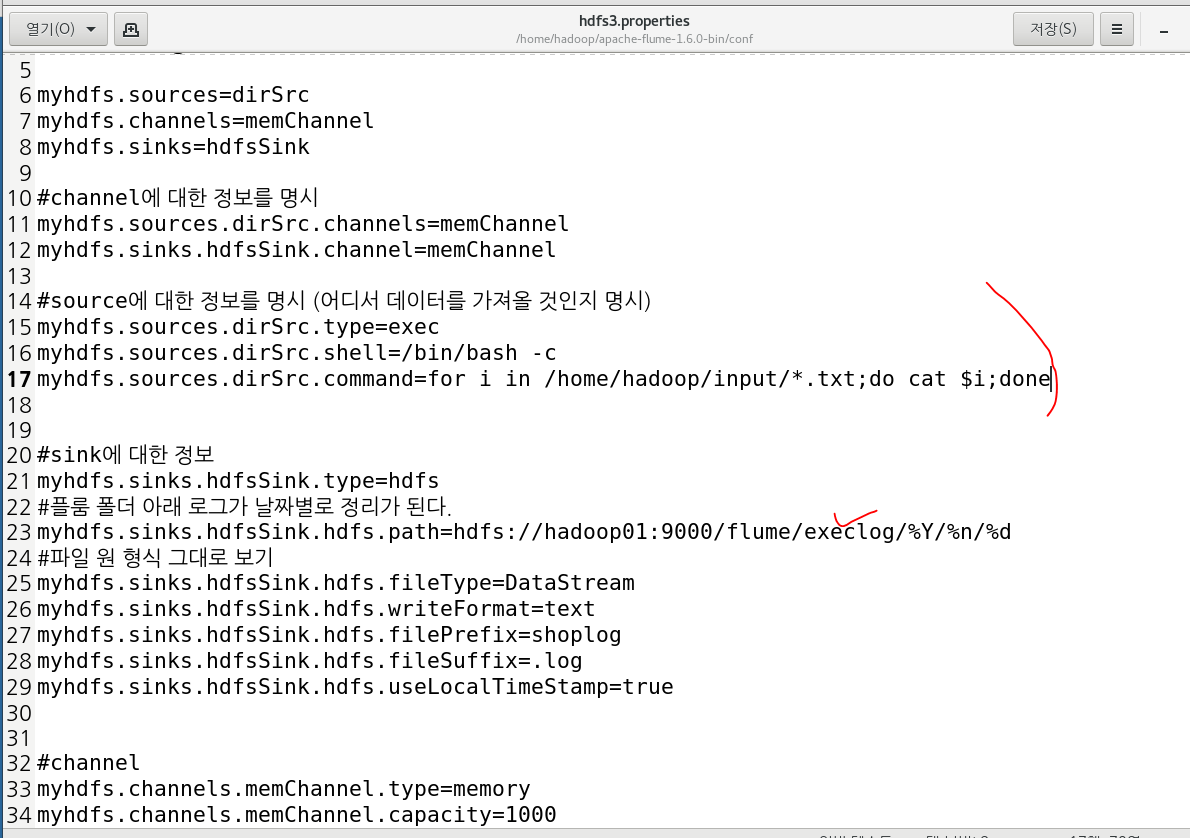 열기(O)
hdfs3.properties
/home/hadoop/apache-flume-1.6.0-bin/conf
저장(S)
5
6 myhdfs.sources=dirSrc
7 myhdfs.channels=memChannel
8 myhdfs.sinks=hdfsSink
9
10 #channel에 대한 정보를 명시
11 myhdfs.sources.dirSrc.channels=memChannel
12 myhdfs.sinks.hdfsSink.channel=memChannel
13
14 #source에 대한 정보를 명시 (어디서 데이터를 가져올 것인지 명시)
15 myhdfs.sources.dirSrc.type=exec
16 myhdfs.sources.dirSrc.shell=/bin/bash -c
17 myhdfs.sources.dirSrc.command=for i in /home/hadoop/input/*.txt;do cat $i;done
18
19
20 #sink에 대한 정보
21 myhdfs.sinks.hdfsSink.type=hdfs
22 #플룸 폴더 아래 로그가 날짜별로 정리가 된다.
23 myhdfs.sinks.hdfsSink.hdfs.path=hdfs://hadoop01:9000/flume/execlog/%Y/%n/%d
24 #파일 원 형식 그대로 보기
25 myhdfs.sinks.hdfsSink.hdfs.fileType=DataStream
26 myhdfs.sinks.hdfsSink.hdfs.writeFormat=text
27 myhdfs.sinks.hdfsSink.hdfs.filePrefix=shoplog
28 myhdfs.sinks.hdfsSink.hdfs.fileSuffix=.log
29 myhdfs.sinks.hdfsSink.hdfs.useLocalTimeStamp=true
30
31
32 #channel
33 myhdfs.channels.memChannel.type=memory
34 myhdfs.channels.memChannel.capacity=1000